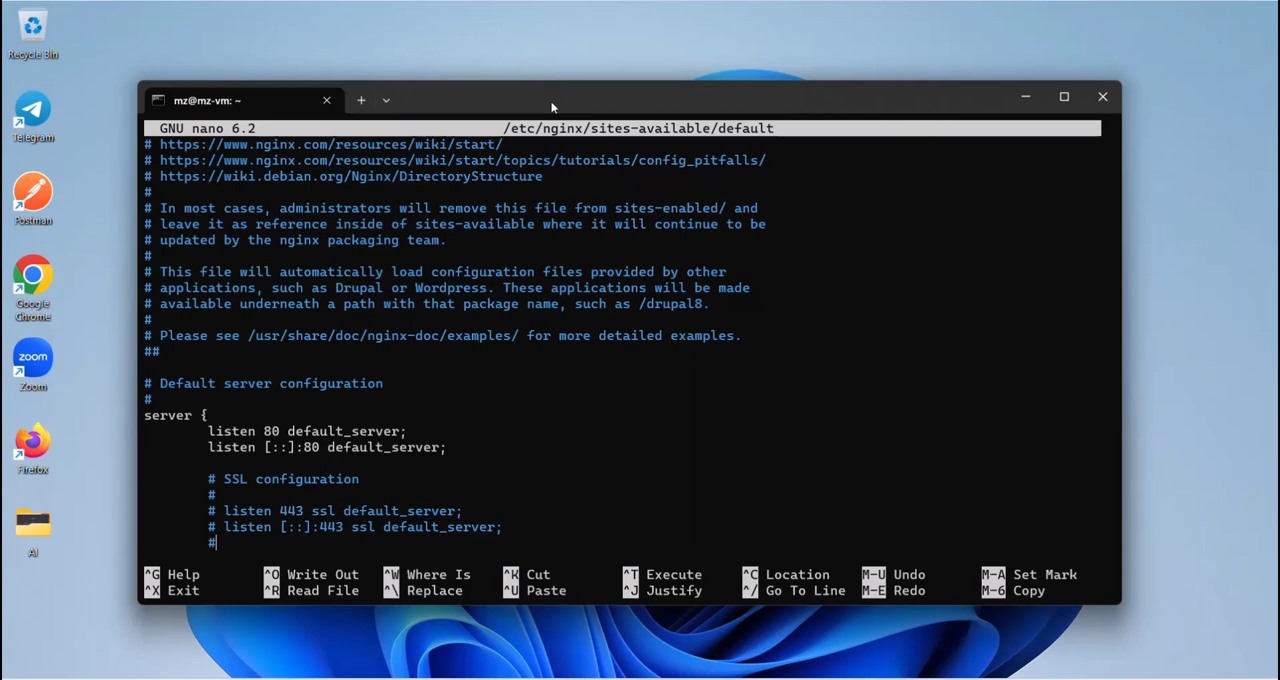 Recycle Bin
Telegram
Postman
Google
Chrome
zoom
Zoom
Firefox
AI
mz@mz-vm: ~
GNU nano 6.2 /etc/nginx/sites-available/default
# https://www.nginx.com/resources/wiki/start/
# https://www.nginx.com/resources/wiki/start/topics/tutorials/config_pitfalls/
# https://wiki.debian.org/Nginx/DirectoryStructure
#
# In most cases, administrators will remove this file from sites-enabled/ and
# leave it as reference inside of sites-available where it will continue to be
# updated by the nginx packaging team.
#
# This file will automatically load configuration files provided by other
# applications, such as Drupal or Wordpress. These applications will be made
# available underneath a path with that package name, such as /drupal8.
#
# Please see /usr/share/doc/nginx-doc/examples/ for more detailed examples.
##
# Default server configuration
#
server {
listen 80 default_server;
listen [::]:80 default_server;
# SSL configuration
#
# listen 443 ssl default_server;
# listen [::]:443 ssl default_server;
#
^G Help ^O Write Out ^W Where Is ^K Cut ^T Execute ^C Location M-U Undo M-A Set Mark
^X Exit ^R Read File ^\ Replace ^U Paste ^J Justify ^/ Go To Line M-E Redo M-6 Copy